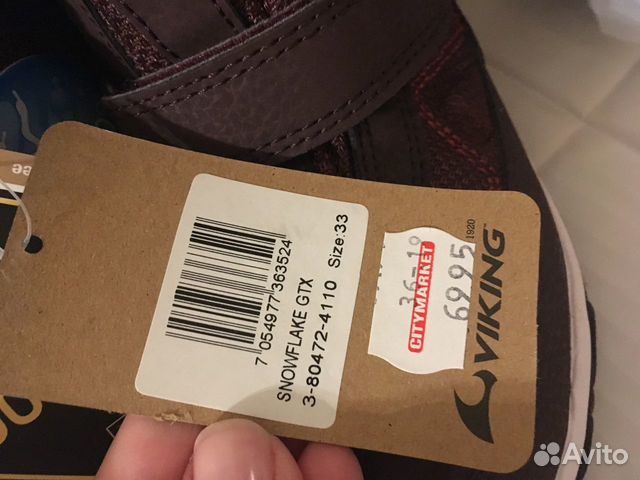 7 054977 363524
SNOWFLAKE GTX
3-80472-4110 Size:33
36-19
CITYMARKET
6995
VIKING
1920
Avito